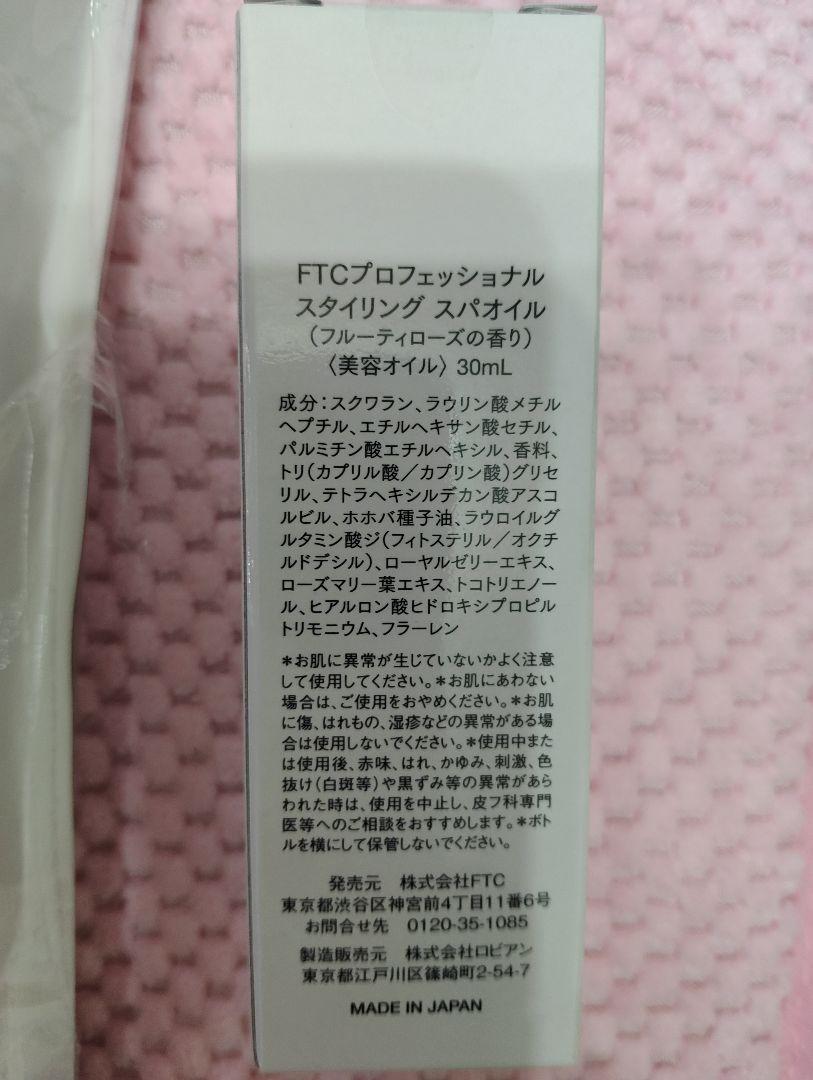 FTCプロフェッショナル
スタイリング スパオイル
(フルーティローズの香り)
〈美容オイル〉 30mL
成分:スクワラン、ラウリン酸メチル
ヘプチル、エチルヘキサン酸セチル、
パルミチン酸エチルヘキシル、香料、
トリ(カプリル酸/カプリン酸)グリセ
リル、テトラヘキシルデカン酸アスコ
ルビル、ホホバ種子油、ラウロイルグ
ルタミン酸ジ(フィトステリル/オクチ
ルドデシル)、ローヤルゼリーエキス、
ローズマリー葉エキス、トコトリエノー
ル、ヒアルロン酸ヒドロキシプロピル
トリモニウム、フラーレン
*お肌に異常が生じていないかよく注意
して使用してください。*お肌にあわない
場合は、ご使用をおやめください。*お肌
に傷、はれもの、湿疹などの異常がある場
合は使用しないでください。*使用中また
は使用後、赤味、はれ、かゆみ、刺激、色
抜け(白斑等)や黒ずみ等の異常があら
われた時は、使用を中止し、皮フ科専門
医等へのご相談をおすすめします。*ボト
ルを横にして保管しないでください。
発売元 株式会社FTC
東京都渋谷区神宮前4丁目11番6号
お問合せ先 0120-35-1085
製造販売元 株式会社ロビアン
東京都江戸川区篠崎町2-54-7
MADE IN JAPAN